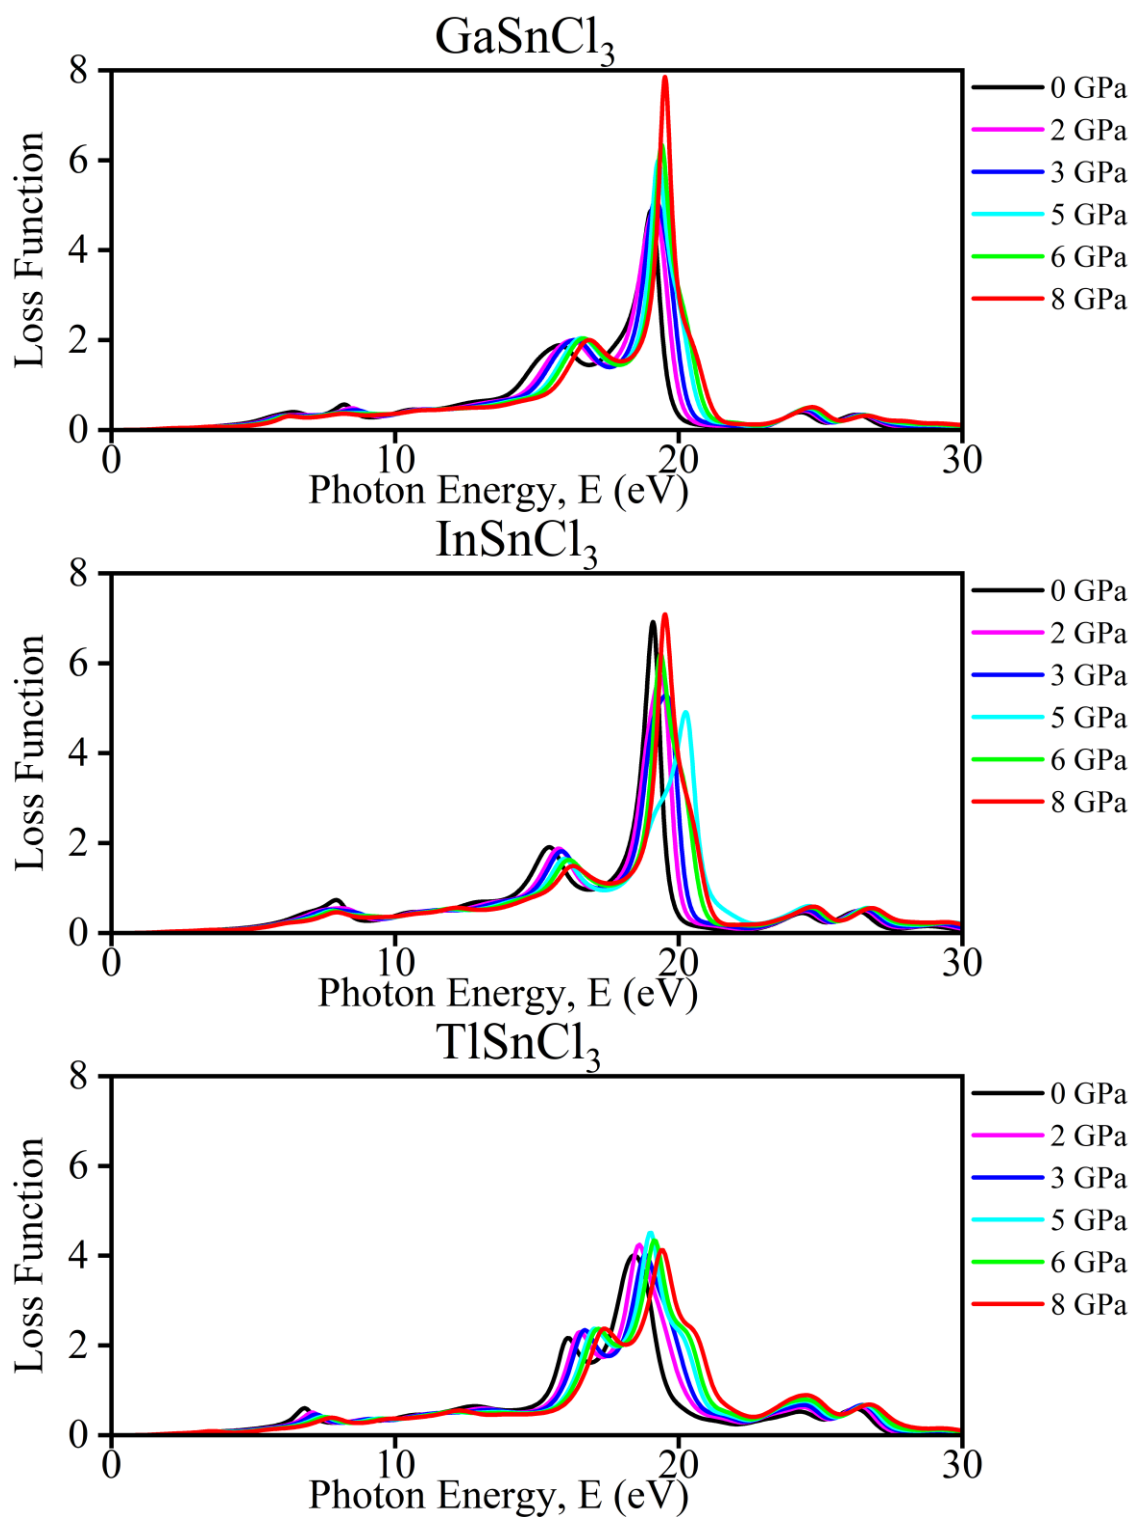 GaSnCl₃
Loss Function
8
6
4
2
0
0 10 20 30
Photon Energy, E (eV)
0 GPa
2 GPa
3 GPa
5 GPa
6 GPa
8 GPa
InSnCl₃
Loss Function
8
6
4
2
0
0 10 20 30
Photon Energy, E (eV)
0 GPa
2 GPa
3 GPa
5 GPa
6 GPa
8 GPa
TlSnCl₃
Loss Function
8
6
4
2
0
0 10 20 30
Photon Energy, E (eV)
0 GPa
2 GPa
3 GPa
5 GPa
6 GPa
8 GPa